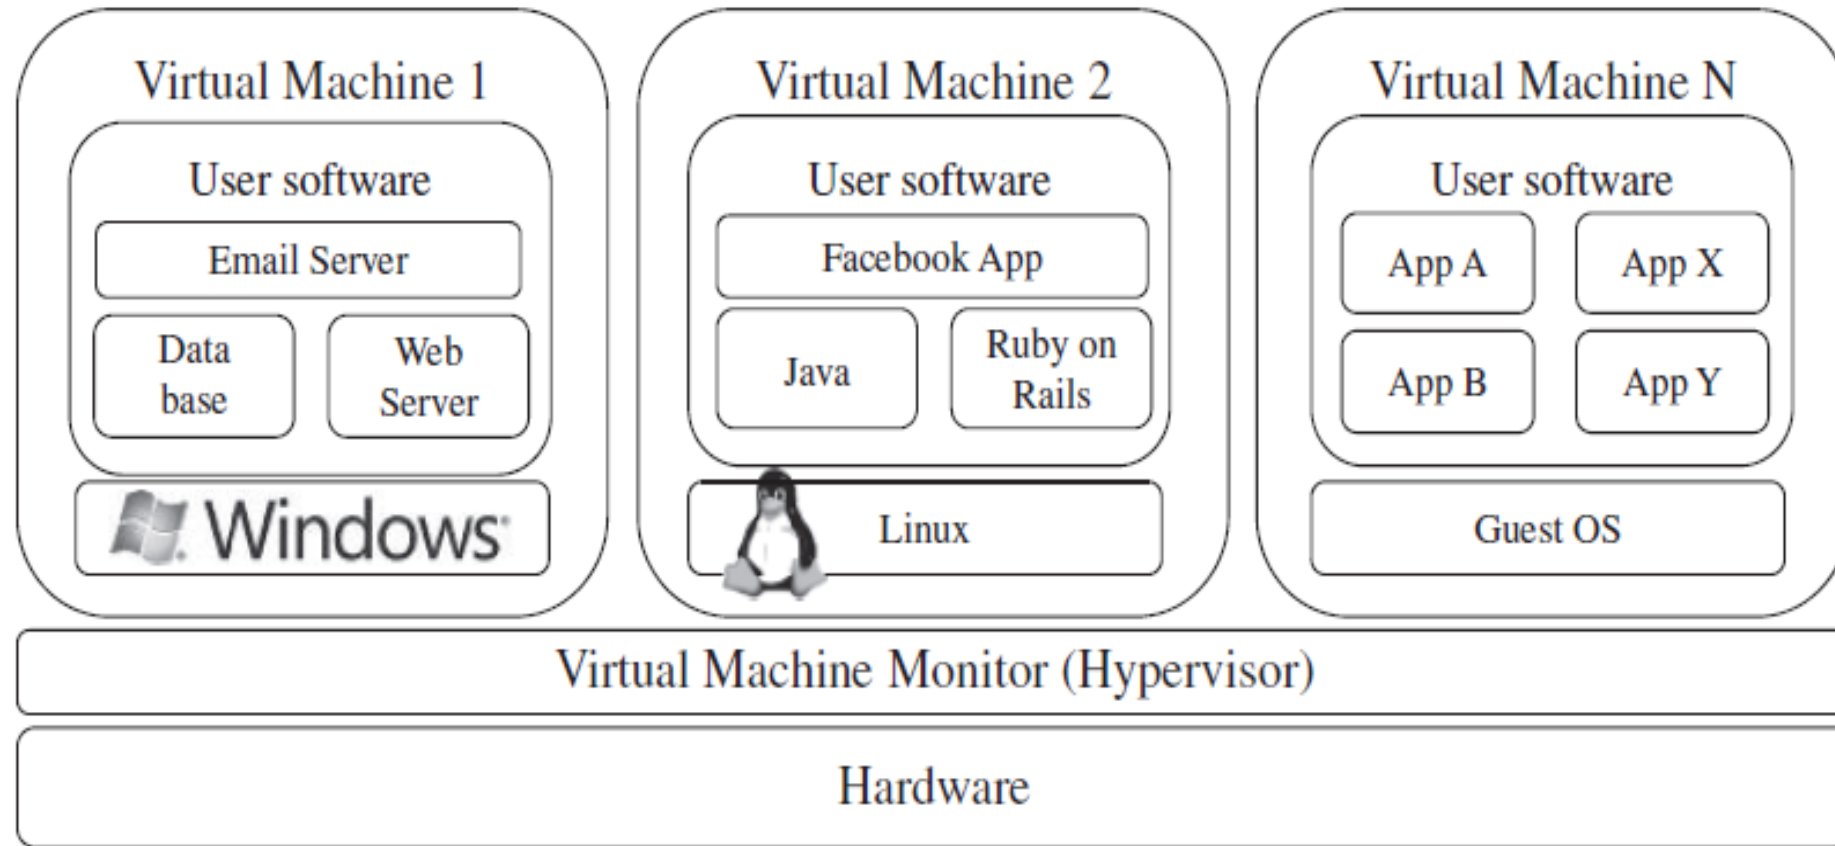 Virtual Machine 1
User software
Email Server
Data
base
Web
Server
Windows
Virtual Machine 2
User software
Facebook App
Java
Ruby on
Rails
Linux
Virtual Machine N
User software
App A
App X
App B
App Y
Guest OS
Virtual Machine Monitor (Hypervisor)
Hardware